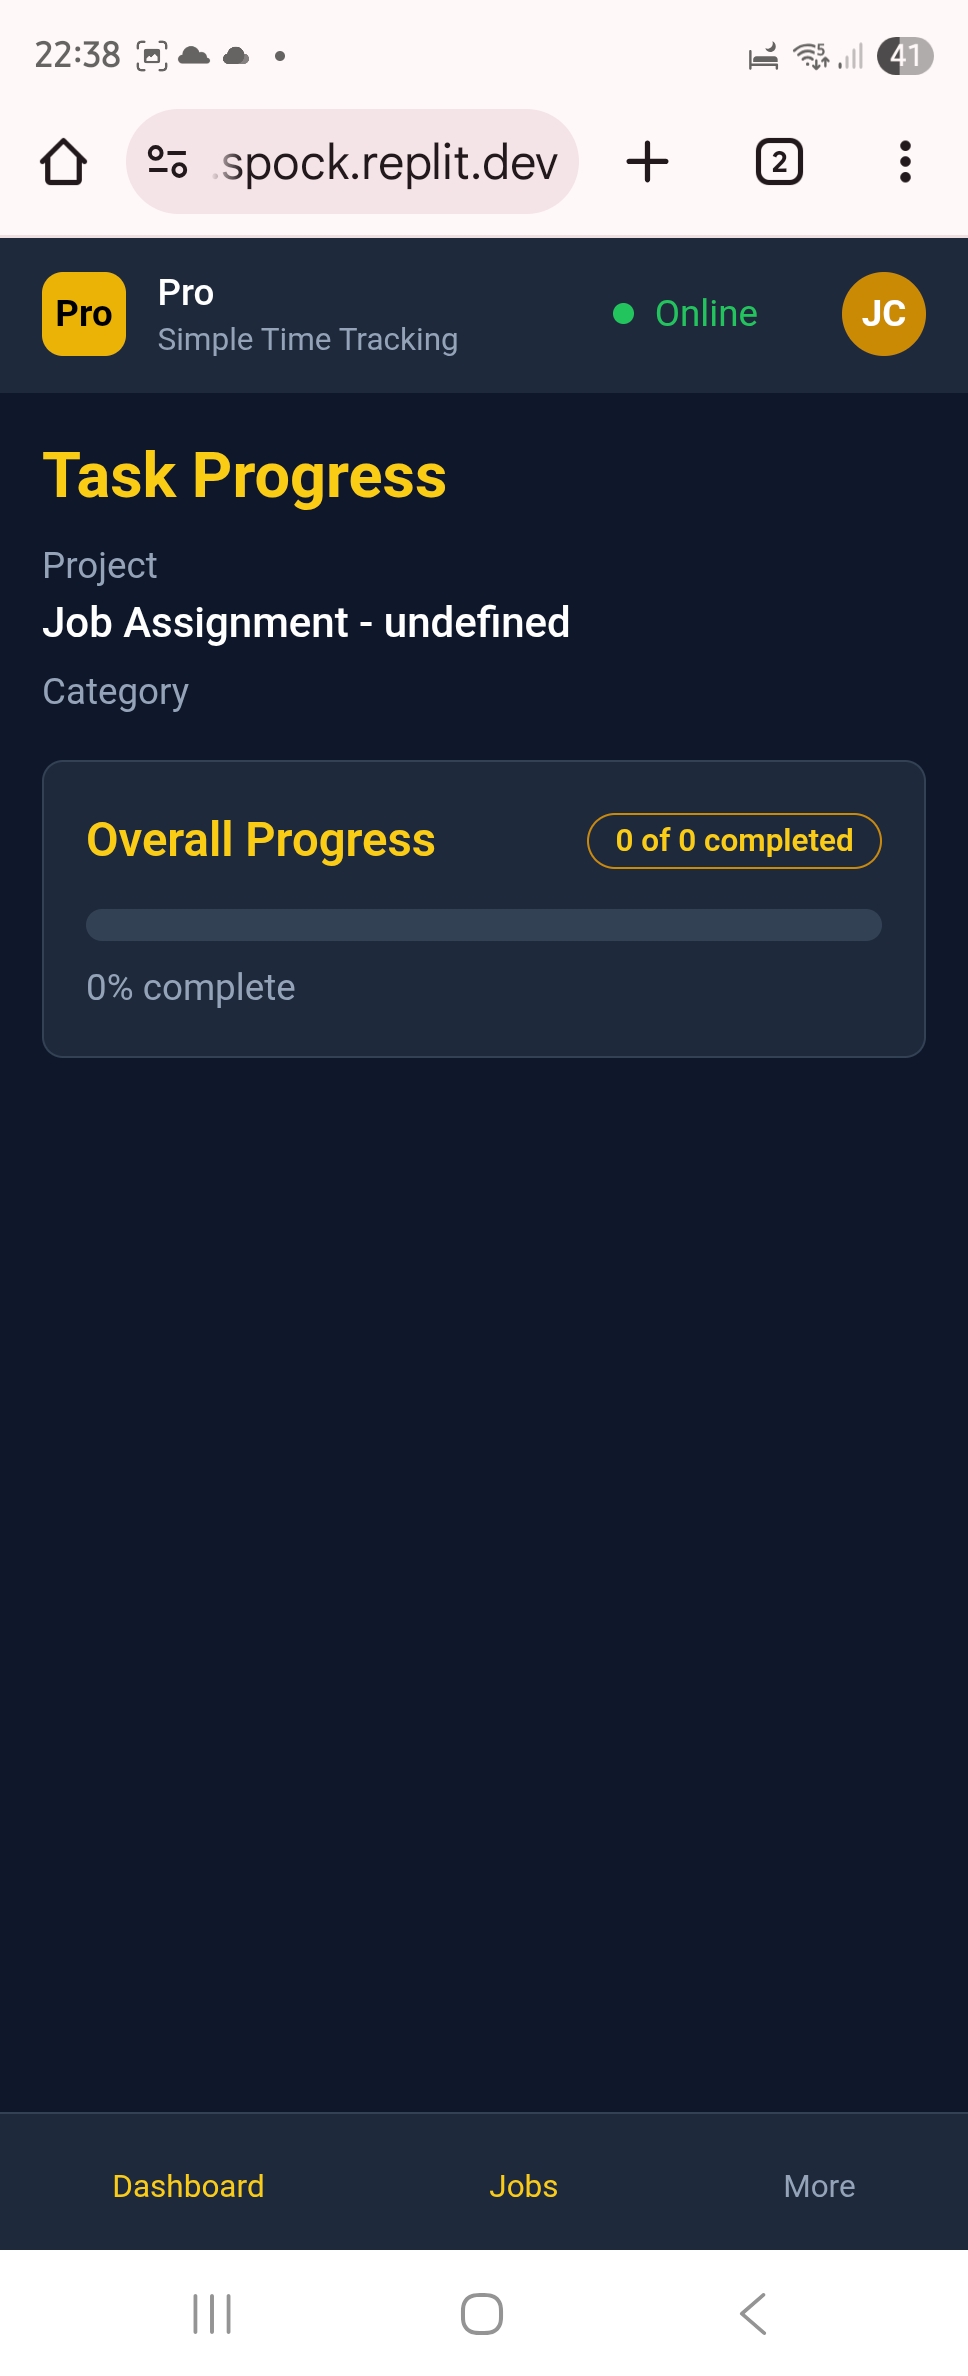 22:38
5
41
.spock.replit.dev
2
Pro
Pro
Simple Time Tracking
Online
JC
Task Progress
Project
Job Assignment - undefined
Category
Overall Progress
0 of 0 completed
0% complete
Dashboard
Jobs
More